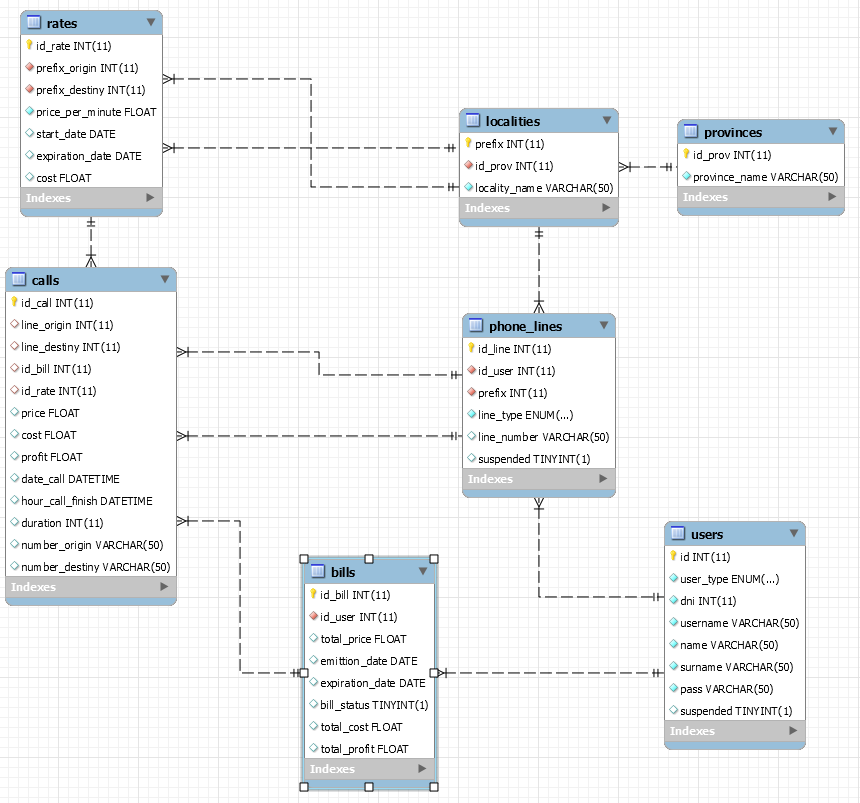 rates
id_rate INT(11)
prefix_origin INT(11)
prefix_destiny INT(11)
price_per_minute FLOAT
start_date DATE
expiration_date DATE
cost FLOAT
Indexes
localities
prefix INT(11)
id_prov INT(11)
locality_name VARCHAR(50)
Indexes
provinces
id_prov INT(11)
province_name VARCHAR(50)
Indexes
calls
id_call INT(11)
line_origin INT(11)
line_destiny INT(11)
id_bill INT(11)
id_rate INT(11)
price FLOAT
cost FLOAT
profit FLOAT
date_call DATETIME
hour_call_finish DATETIME
duration INT(11)
number_origin VARCHAR(50)
number_destiny VARCHAR(50)
Indexes
phone_lines
id_line INT(11)
id_user INT(11)
prefix INT(11)
line_type ENUM(...)
line_number VARCHAR(50)
suspended TINYINT(1)
Indexes
bills
id_bill INT(11)
id_user INT(11)
total_price FLOAT
emittion_date DATE
expiration_date DATE
bill_status TINYINT(1)
total_cost FLOAT
total_profit FLOAT
Indexes
users
id INT(11)
user_type ENUM(...)
dni INT(11)
username VARCHAR(50)
name VARCHAR(50)
surname VARCHAR(50)
pass VARCHAR(50)
suspended TINYINT(1)
Indexes